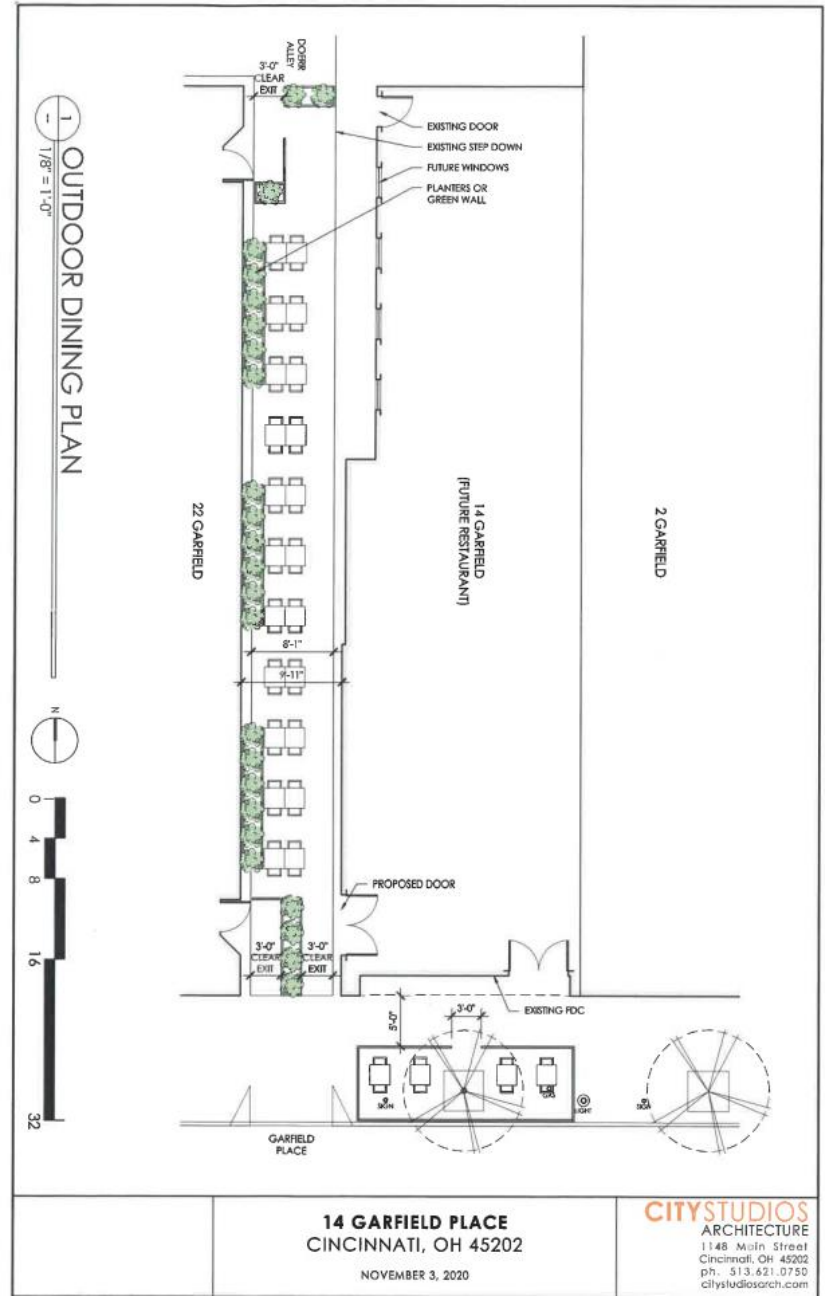 DOERR
ALLEY
3'-0"
CLEAR
EXIT
EXISTING DOOR
EXISTING STEP DOWN
FUTURE WINDOWS
PLANTERS OR
GREEN WALL
1
--
OUTDOOR DINING PLAN
1/8" = 1'-0"
22 GARFIELD
14 GARFIELD
(FUTURE RESTAURANT)
2 GARFIELD
8'-1"
9'-11"
N
0
4
8
16
32
PROPOSED DOOR
3'-0"
CLEAR
EXIT
3'-0"
CLEAR
EXIT
EXISTING FDC
5'-0"
3'-0"
SIGN
LIGHT
SIGN
GARFIELD
PLACE
14 GARFIELD PLACE
CINCINNATI, OH 45202
NOVEMBER 3, 2020
CITYSTUDIOS
ARCHITECTURE
1148 Main Street
Cincinnati, OH 45202
ph. 513.621.0750
citystudiosarch.com